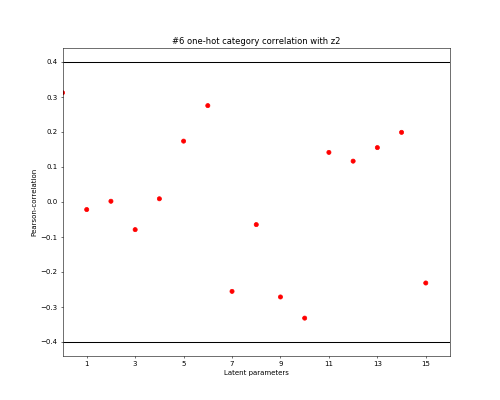 #6 one-hot category correlation with z2
0.4
0.3
0.2
0.1
0.0
−0.1
−0.2
−0.3
−0.4
Pearson-correlation
1 3 5 7 9 11 13 15
Latent parameters